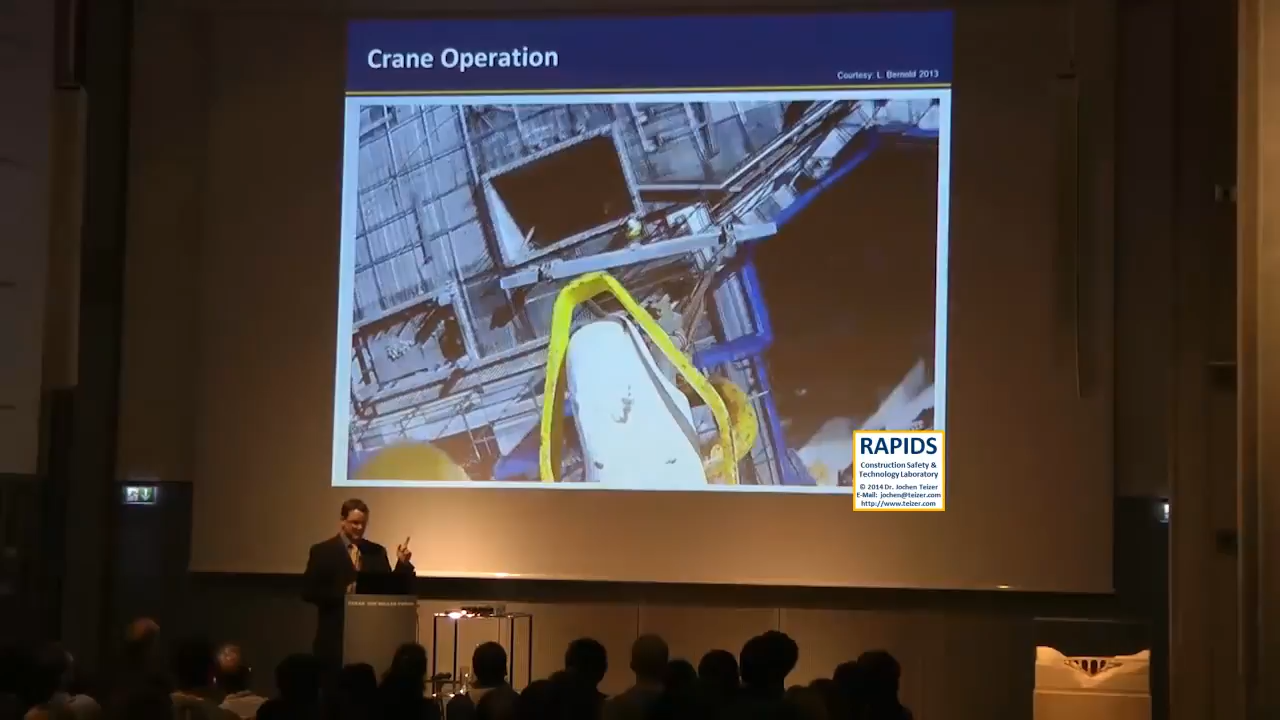 Crane Operation
Courtesy: L. Bernold 2013
RAPIDS
Construction Safety &
Technology Laboratory
© 2014 Dr. Jochen Teizer
E-Mail: jochen@teizer.com
http://www.teizer.com